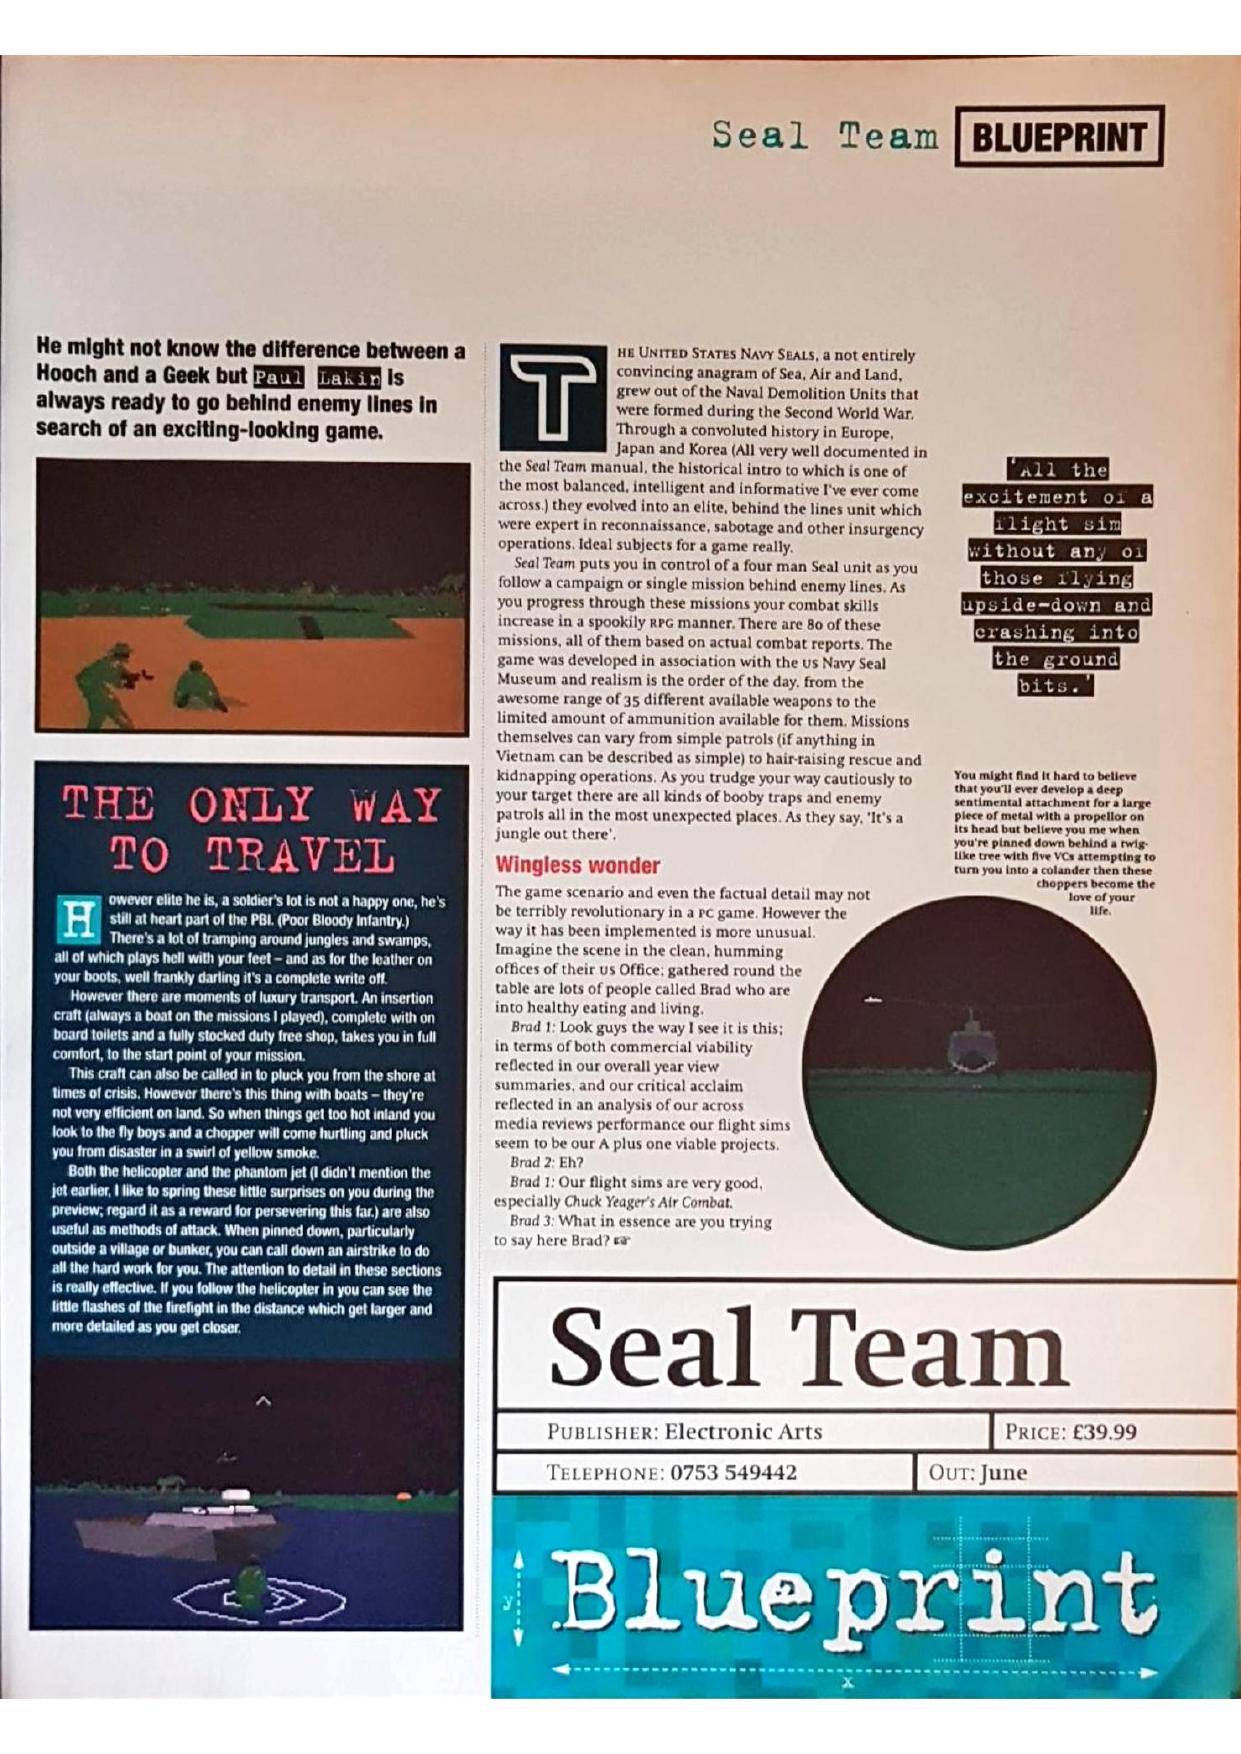 Seal Team BLUEPRINT
He might not know the difference between a
Hooch and a Geek but Paul Lakin is
always ready to go behind enemy lines in
search of an exciting-looking game.
THE ONLY WAY
TO TRAVEL
However elite he is, a soldier's lot is not a happy one, he's
still at heart part of the PBI. (Poor Bloody Infantry.)
There's a lot of tramping around jungles and swamps,
all of which plays hell with your feet – and as for the leather on
your boots, well frankly darling it's a complete write off.
However there are moments of luxury transport. An insertion
craft (always a boat on the missions I played), complete with on
board toilets and a fully stocked duty free shop, takes you in full
comfort, to the start point of your mission.
This craft can also be called in to pluck you from the shore at
times of crisis. However there's this thing with boats – they're
not very efficient on land. So when things get too hot inland you
look to the fly boys and a chopper will come hurtling and pluck
you from disaster in a swirl of yellow smoke.
Both the helicopter and the phantom jet (I didn't mention the
jet earlier, I like to spring these little surprises on you during the
preview; regard it as a reward for persevering this far.) are also
useful as methods of attack. When pinned down, particularly
outside a village or bunker, you can call down an airstrike to do
all the hard work for you. The attention to detail in these sections
is really effective. If you follow the helicopter in you can see the
little flashes of the firefight in the distance which get larger and
more detailed as you get closer.
THE UNITED STATES NAVY SEALS, a not entirely
convincing anagram of Sea, Air and Land,
grew out of the Naval Demolition Units that
were formed during the Second World War.
Through a convoluted history in Europe,
Japan and Korea (All very well documented in
the Seal Team manual, the historical intro to which is one of
the most balanced, intelligent and informative I've ever come
across.) they evolved into an elite, behind the lines unit which
were expert in reconnaissance, sabotage and other insurgency
operations. Ideal subjects for a game really.
Seal Team puts you in control of a four man Seal unit as you
follow a campaign or single mission behind enemy lines. As
you progress through these missions your combat skills
increase in a spookily RPG manner. There are 80 of these
missions, all of them based on actual combat reports. The
game was developed in association with the US Navy Seal
Museum and realism is the order of the day, from the
awesome range of 35 different available weapons to the
limited amount of ammunition available for them. Missions
themselves can vary from simple patrols (if anything in
Vietnam can be described as simple) to hair-raising rescue and
kidnapping operations. As you trudge your way cautiously to
your target there are all kinds of booby traps and enemy
patrols all in the most unexpected places. As they say, 'It's a
jungle out there'.
Wingless wonder
The game scenario and even the factual detail may not
be terribly revolutionary in a PC game. However the
way it has been implemented is more unusual.
Imagine the scene in the clean, humming
offices of their US Office; gathered round the
table are lots of people called Brad who are
into healthy eating and living.
Brad 1: Look guys the way I see it is this;
in terms of both commercial viability
reflected in our overall year view
summaries, and our critical acclaim
reflected in an analysis of our across
media reviews performance our flight sims
seem to be our A plus one viable projects.
Brad 2: Eh?
Brad 1: Our flight sims are very good,
especially Chuck Yeager's Air Combat.
Brad 3: What in essence are you trying
to say here Brad? ☞
'All the
excitement of a
flight sim
without any of
those flying
upside-down and
crashing into
the ground
bits.'
You might find it hard to believe
that you'll ever develop a deep
sentimental attachment for a large
piece of metal with a propellor on
its head but believe you me when
you're pinned down behind a twig-
like tree with five VCs attempting to
turn you into a colander then these
choppers become the
love of your
life.
Seal Team
PUBLISHER: Electronic Arts
PRICE: £39.99
TELEPHONE: 0753 549442
OUT: June
y
Blueprint
x